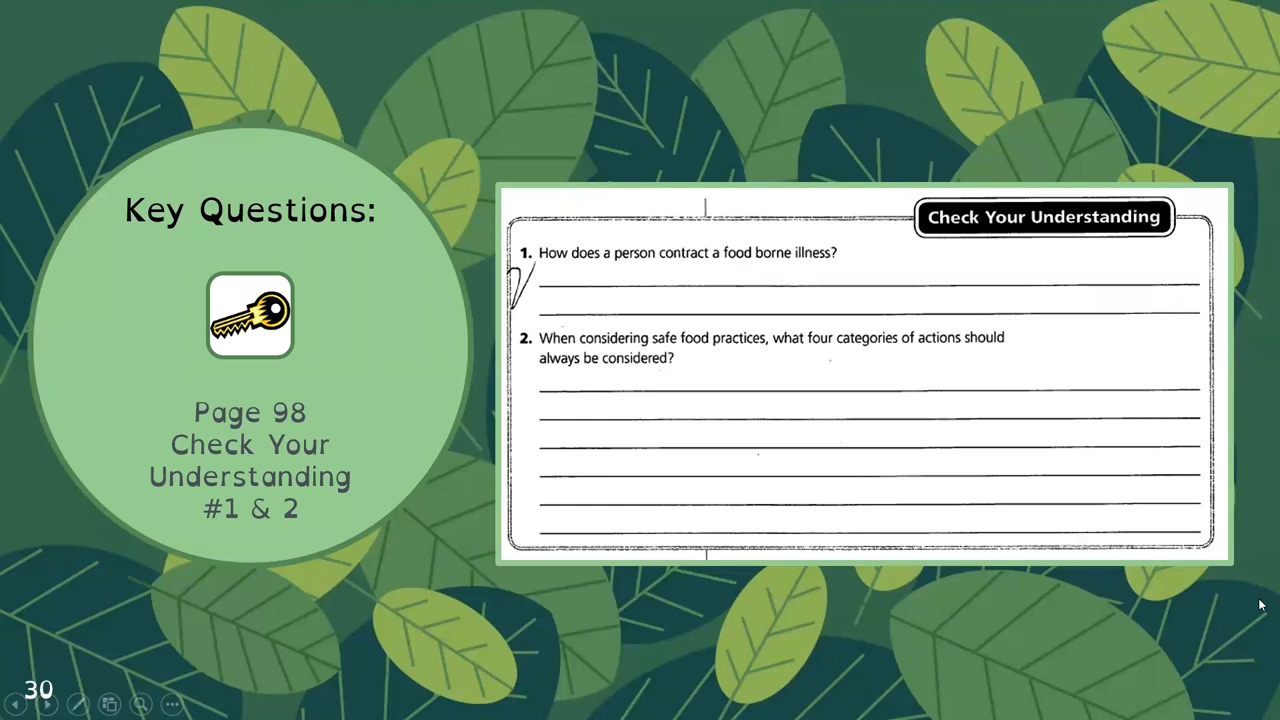 Key Questions:
Page 98
Check Your
Understanding
#1 & 2
Check Your Understanding
1. How does a person contract a food borne illness?
2. When considering safe food practices, what four categories of actions should
always be considered?
30